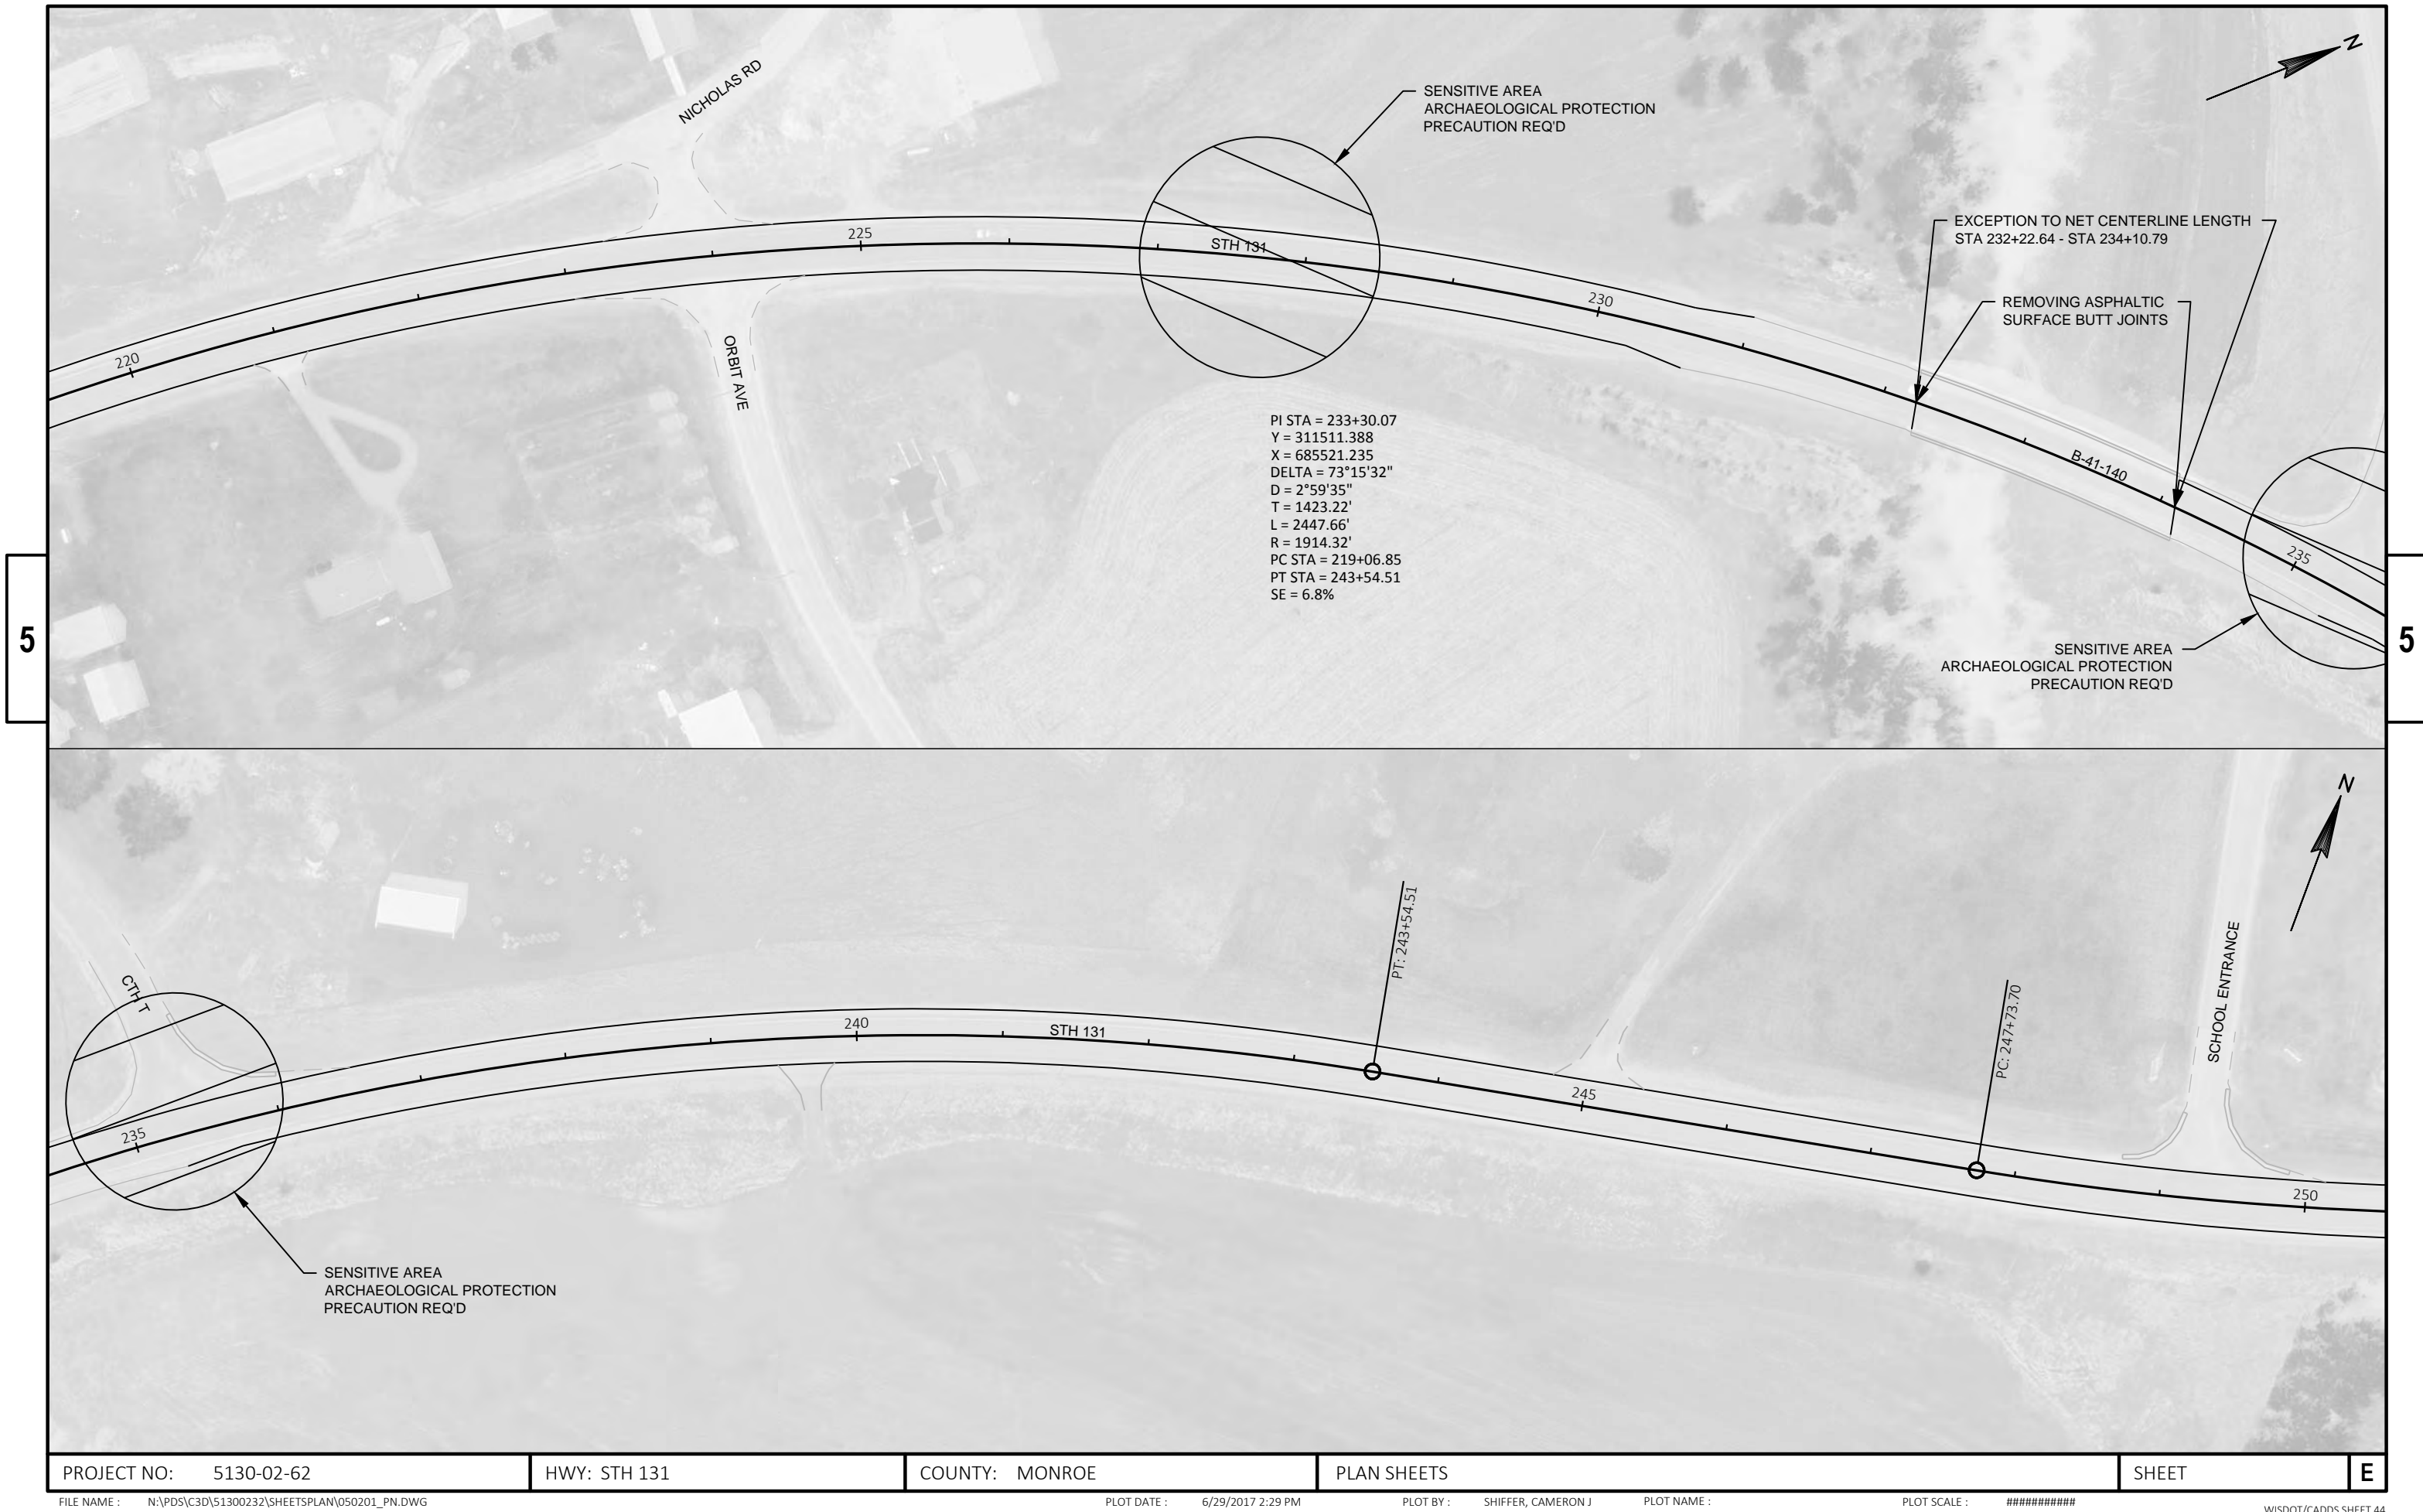 N
NICHOLAS RD
SENSITIVE AREA
ARCHAEOLOGICAL PROTECTION
PRECAUTION REQ'D
EXCEPTION TO NET CENTERLINE LENGTH
STA 232+22.64 - STA 234+10.79
REMOVING ASPHALTIC
SURFACE BUTT JOINTS
220
225
STH 131
230
B-41-140
235
ORBIT AVE
PI STA = 233+30.07
Y = 311511.388
X = 685521.235
DELTA = 73°15'32"
D = 2°59'35"
T = 1423.22'
L = 2447.66'
R = 1914.32'
PC STA = 219+06.85
PT STA = 243+54.51
SE = 6.8%
SENSITIVE AREA
ARCHAEOLOGICAL PROTECTION
PRECAUTION REQ'D
5
5
N
CTH T
235
240
STH 131
PT: 243+54.51
245
PC: 247+73.70
SCHOOL ENTRANCE
250
SENSITIVE AREA
ARCHAEOLOGICAL PROTECTION
PRECAUTION REQ'D
PROJECT NO: 5130-02-62
HWY: STH 131
COUNTY: MONROE
PLAN SHEETS
SHEET
E
FILE NAME : N:\PDS\C3D\51300232\SHEETSPLAN\050201_PN.DWG
PLOT DATE : 6/29/2017 2:29 PM
PLOT BY : SHIFFER, CAMERON J
PLOT NAME :
PLOT SCALE : ###########
WISDOT/CADDS SHEET 44